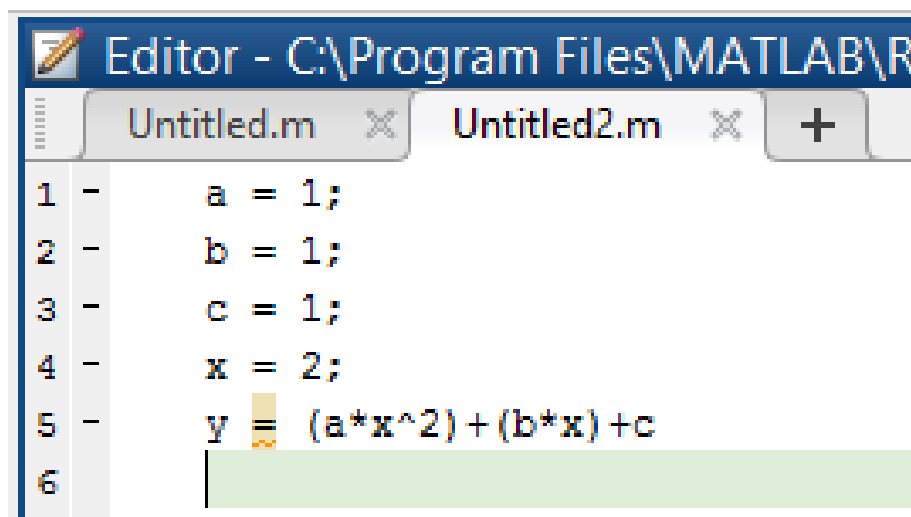 Editor - C:\Program Files\MATLAB\R
Untitled.m Untitled2.m +
1 - a = 1;
2 - b = 1;
3 - c = 1;
4 - x = 2;
5 - y = (a*x^2)+(b*x)+c
6